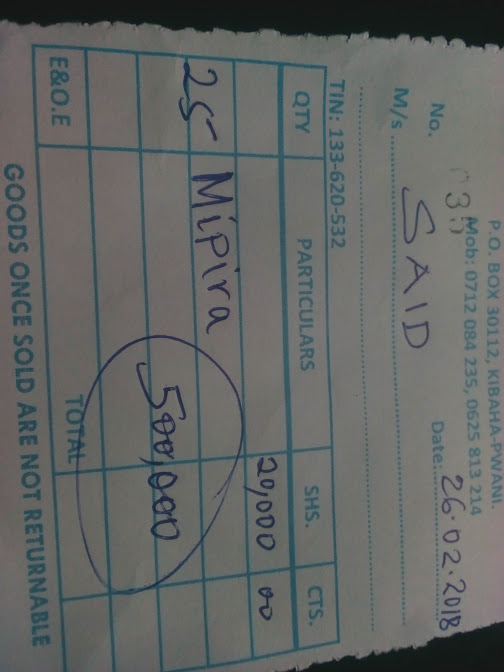 P.O. BOX 30112, KIBAHA-PWANI.
Mob: 0712 084 235, 0625 813 214
No. 035 Date: 26.02.2018
M/s SAID
TIN: 133-620-532
QTY PARTICULARS SHS. CTS.
20,000 00
25 Mipira
500,000
E&O.E TOTAL
GOODS ONCE SOLD ARE NOT RETURNABLE